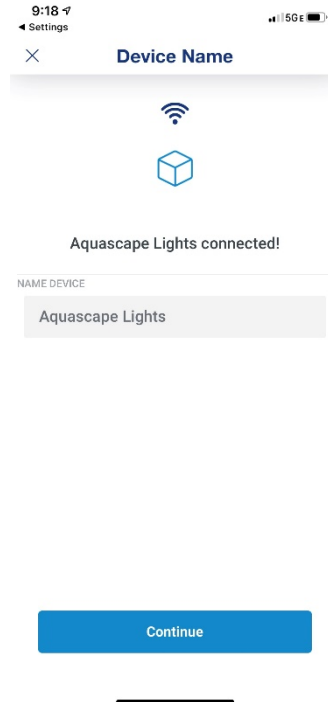 9:18
5GE
◀ Settings
Device Name
Aquascape Lights connected!
NAME DEVICE
Aquascape Lights
Continue